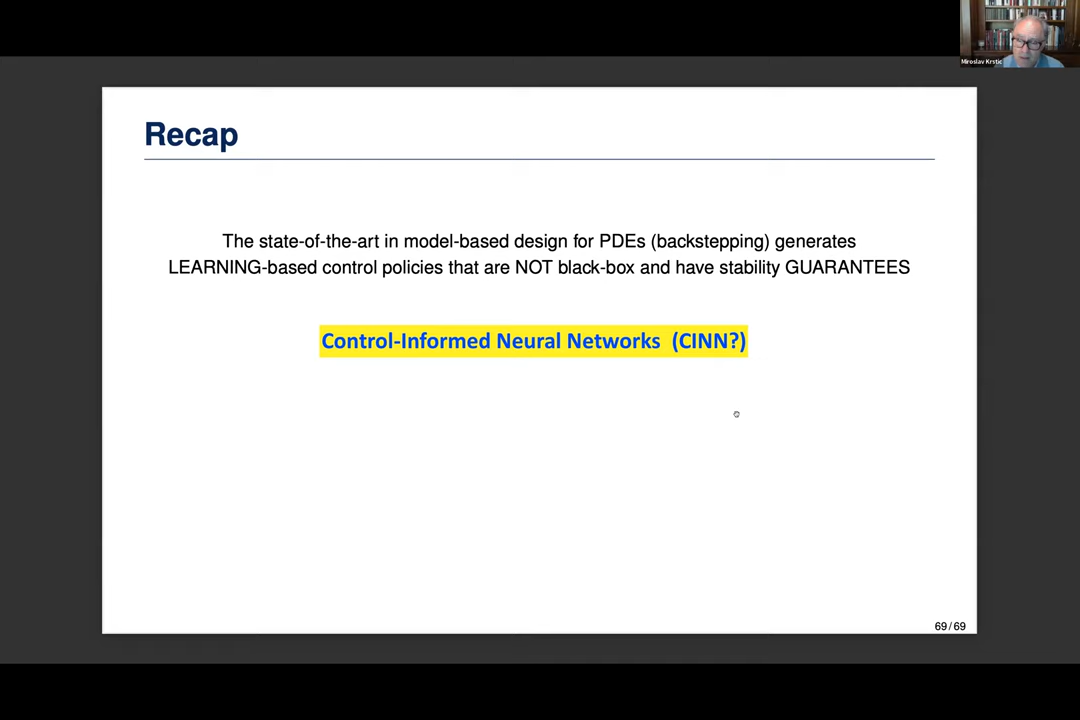 Miroslav Krstic
Recap
The state-of-the-art in model-based design for PDEs (backstepping) generates
LEARNING-based control policies that are NOT black-box and have stability GUARANTEES
Control-Informed Neural Networks (CINN?)
69/69